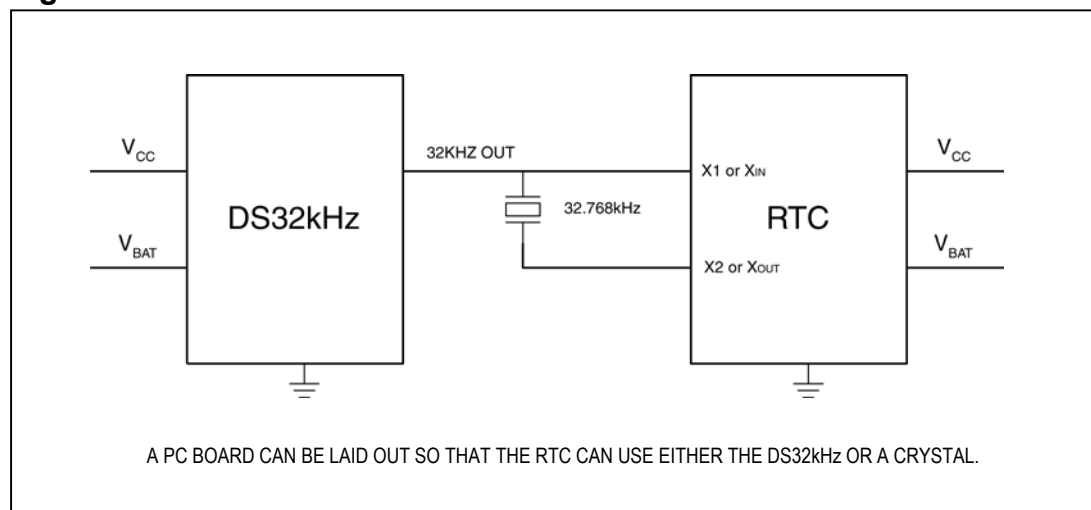 VCC
32KHZ OUT
VCC
X1 or XIN
DS32kHz
32.768kHz
RTC
VBAT
X2 or XOUT
VBAT
A PC BOARD CAN BE LAID OUT SO THAT THE RTC CAN USE EITHER THE DS32kHz OR A CRYSTAL.